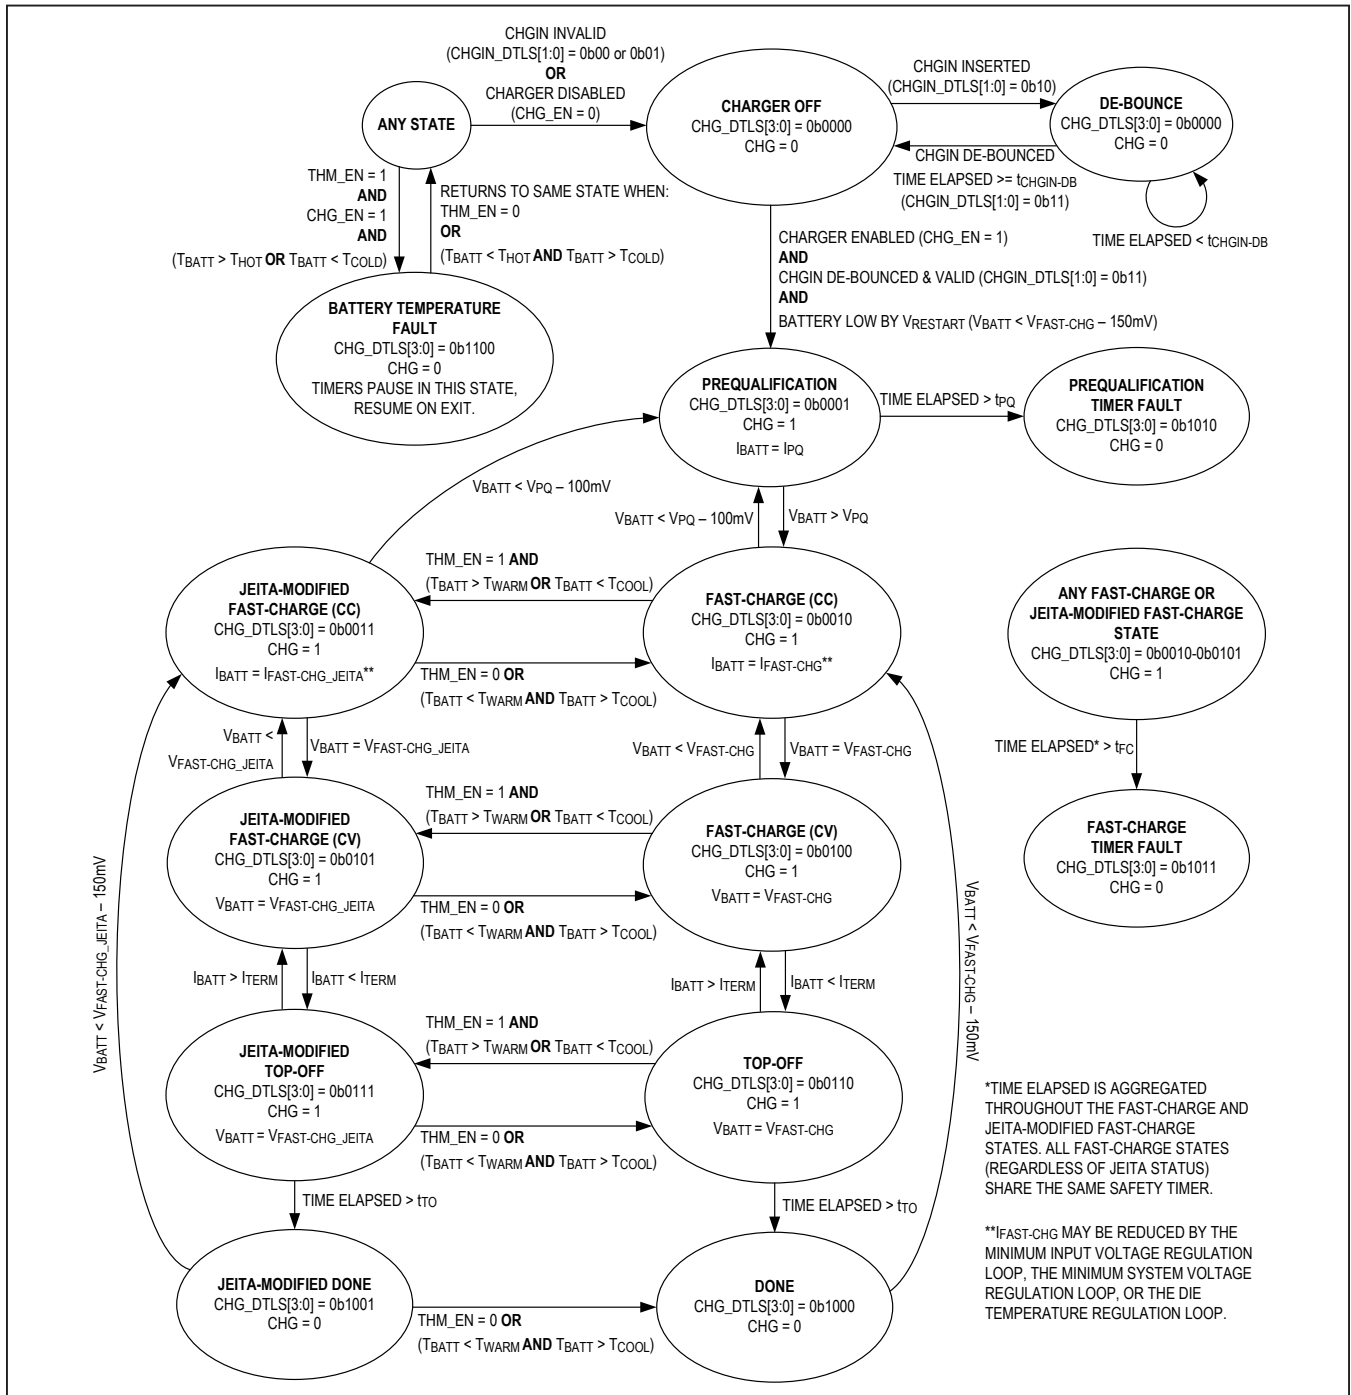 CHGIN INVALID
(CHGIN_DTLS[1:0] = 0b00 or 0b01)
OR
CHARGER DISABLED
(CHG_EN = 0)
ANY STATE
CHARGER OFF
CHG_DTLS[3:0] = 0b0000
CHG = 0
CHGIN INSERTED
(CHGIN_DTLS[1:0] = 0b10)
DE-BOUNCE
CHG_DTLS[3:0] = 0b0000
CHG = 0
CHGIN DE-BOUNCED
TIME ELAPSED >= tCHGIN-DB
(CHGIN_DTLS[1:0] = 0b11)
TIME ELAPSED < tCHGIN-DB
THM_EN = 1
AND
CHG_EN = 1
AND
(TBATT > THOT OR TBATT < TCOLD)
RETURNS TO SAME STATE WHEN:
THM_EN = 0
OR
(TBATT < THOT AND TBATT > TCOLD)
CHARGER ENABLED (CHG_EN = 1)
AND
CHGIN DE-BOUNCED & VALID (CHGIN_DTLS[1:0] = 0b11)
AND
BATTERY LOW BY VRESTART (VBATT < VFAST-CHG – 150mV)
BATTERY TEMPERATURE
FAULT
CHG_DTLS[3:0] = 0b1100
CHG = 0
TIMERS PAUSE IN THIS STATE,
RESUME ON EXIT.
PREQUALIFICATION
CHG_DTLS[3:0] = 0b0001
CHG = 1
IBATT = IPQ
TIME ELAPSED > tPQ
PREQUALIFICATION
TIMER FAULT
CHG_DTLS[3:0] = 0b1010
CHG = 0
VBATT < VPQ – 100mV
VBATT < VPQ – 100mV
VBATT > VPQ
JEITA-MODIFIED
FAST-CHARGE (CC)
CHG_DTLS[3:0] = 0b0011
CHG = 1
IBATT = IFAST-CHG_JEITA**
THM_EN = 1 AND
(TBATT > TWARM OR TBATT < TCOOL)
THM_EN = 0 OR
(TBATT < TWARM AND TBATT > TCOOL)
FAST-CHARGE (CC)
CHG_DTLS[3:0] = 0b0010
CHG = 1
IBATT = IFAST-CHG**
ANY FAST-CHARGE OR
JEITA-MODIFIED FAST-CHARGE
STATE
CHG_DTLS[3:0] = 0b0010-0b0101
CHG = 1
VBATT <
VFAST-CHG_JEITA
VBATT = VFAST-CHG_JEITA
VBATT < VFAST-CHG
VBATT = VFAST-CHG
TIME ELAPSED* > tFC
JEITA-MODIFIED
FAST-CHARGE (CV)
CHG_DTLS[3:0] = 0b0101
CHG = 1
VBATT = VFAST-CHG_JEITA
THM_EN = 1 AND
(TBATT > TWARM OR TBATT < TCOOL)
THM_EN = 0 OR
(TBATT < TWARM AND TBATT > TCOOL)
FAST-CHARGE (CV)
CHG_DTLS[3:0] = 0b0100
CHG = 1
VBATT = VFAST-CHG
FAST-CHARGE
TIMER FAULT
CHG_DTLS[3:0] = 0b1011
CHG = 0
VBATT < VFAST-CHG_JEITA – 150mV
VBATT < VFAST-CHG – 150mV
IBATT > ITERM
IBATT < ITERM
IBATT > ITERM
IBATT < ITERM
JEITA-MODIFIED
TOP-OFF
CHG_DTLS[3:0] = 0b0111
CHG = 1
VBATT = VFAST-CHG_JEITA
THM_EN = 1 AND
(TBATT > TWARM OR TBATT < TCOOL)
THM_EN = 0 OR
(TBATT < TWARM AND TBATT > TCOOL)
TOP-OFF
CHG_DTLS[3:0] = 0b0110
CHG = 1
VBATT = VFAST-CHG
*TIME ELAPSED IS AGGREGATED
THROUGHOUT THE FAST-CHARGE AND
JEITA-MODIFIED FAST-CHARGE
STATES. ALL FAST-CHARGE STATES
(REGARDLESS OF JEITA STATUS)
SHARE THE SAME SAFETY TIMER.
TIME ELAPSED > tTO
TIME ELAPSED > tTO
**IFAST-CHG MAY BE REDUCED BY THE
MINIMUM INPUT VOLTAGE REGULATION
LOOP, THE MINIMUM SYSTEM VOLTAGE
REGULATION LOOP, OR THE DIE
TEMPERATURE REGULATION LOOP.
JEITA-MODIFIED DONE
CHG_DTLS[3:0] = 0b1001
CHG = 0
THM_EN = 0 OR
(TBATT < TWARM AND TBATT > TCOOL)
DONE
CHG_DTLS[3:0] = 0b1000
CHG = 0